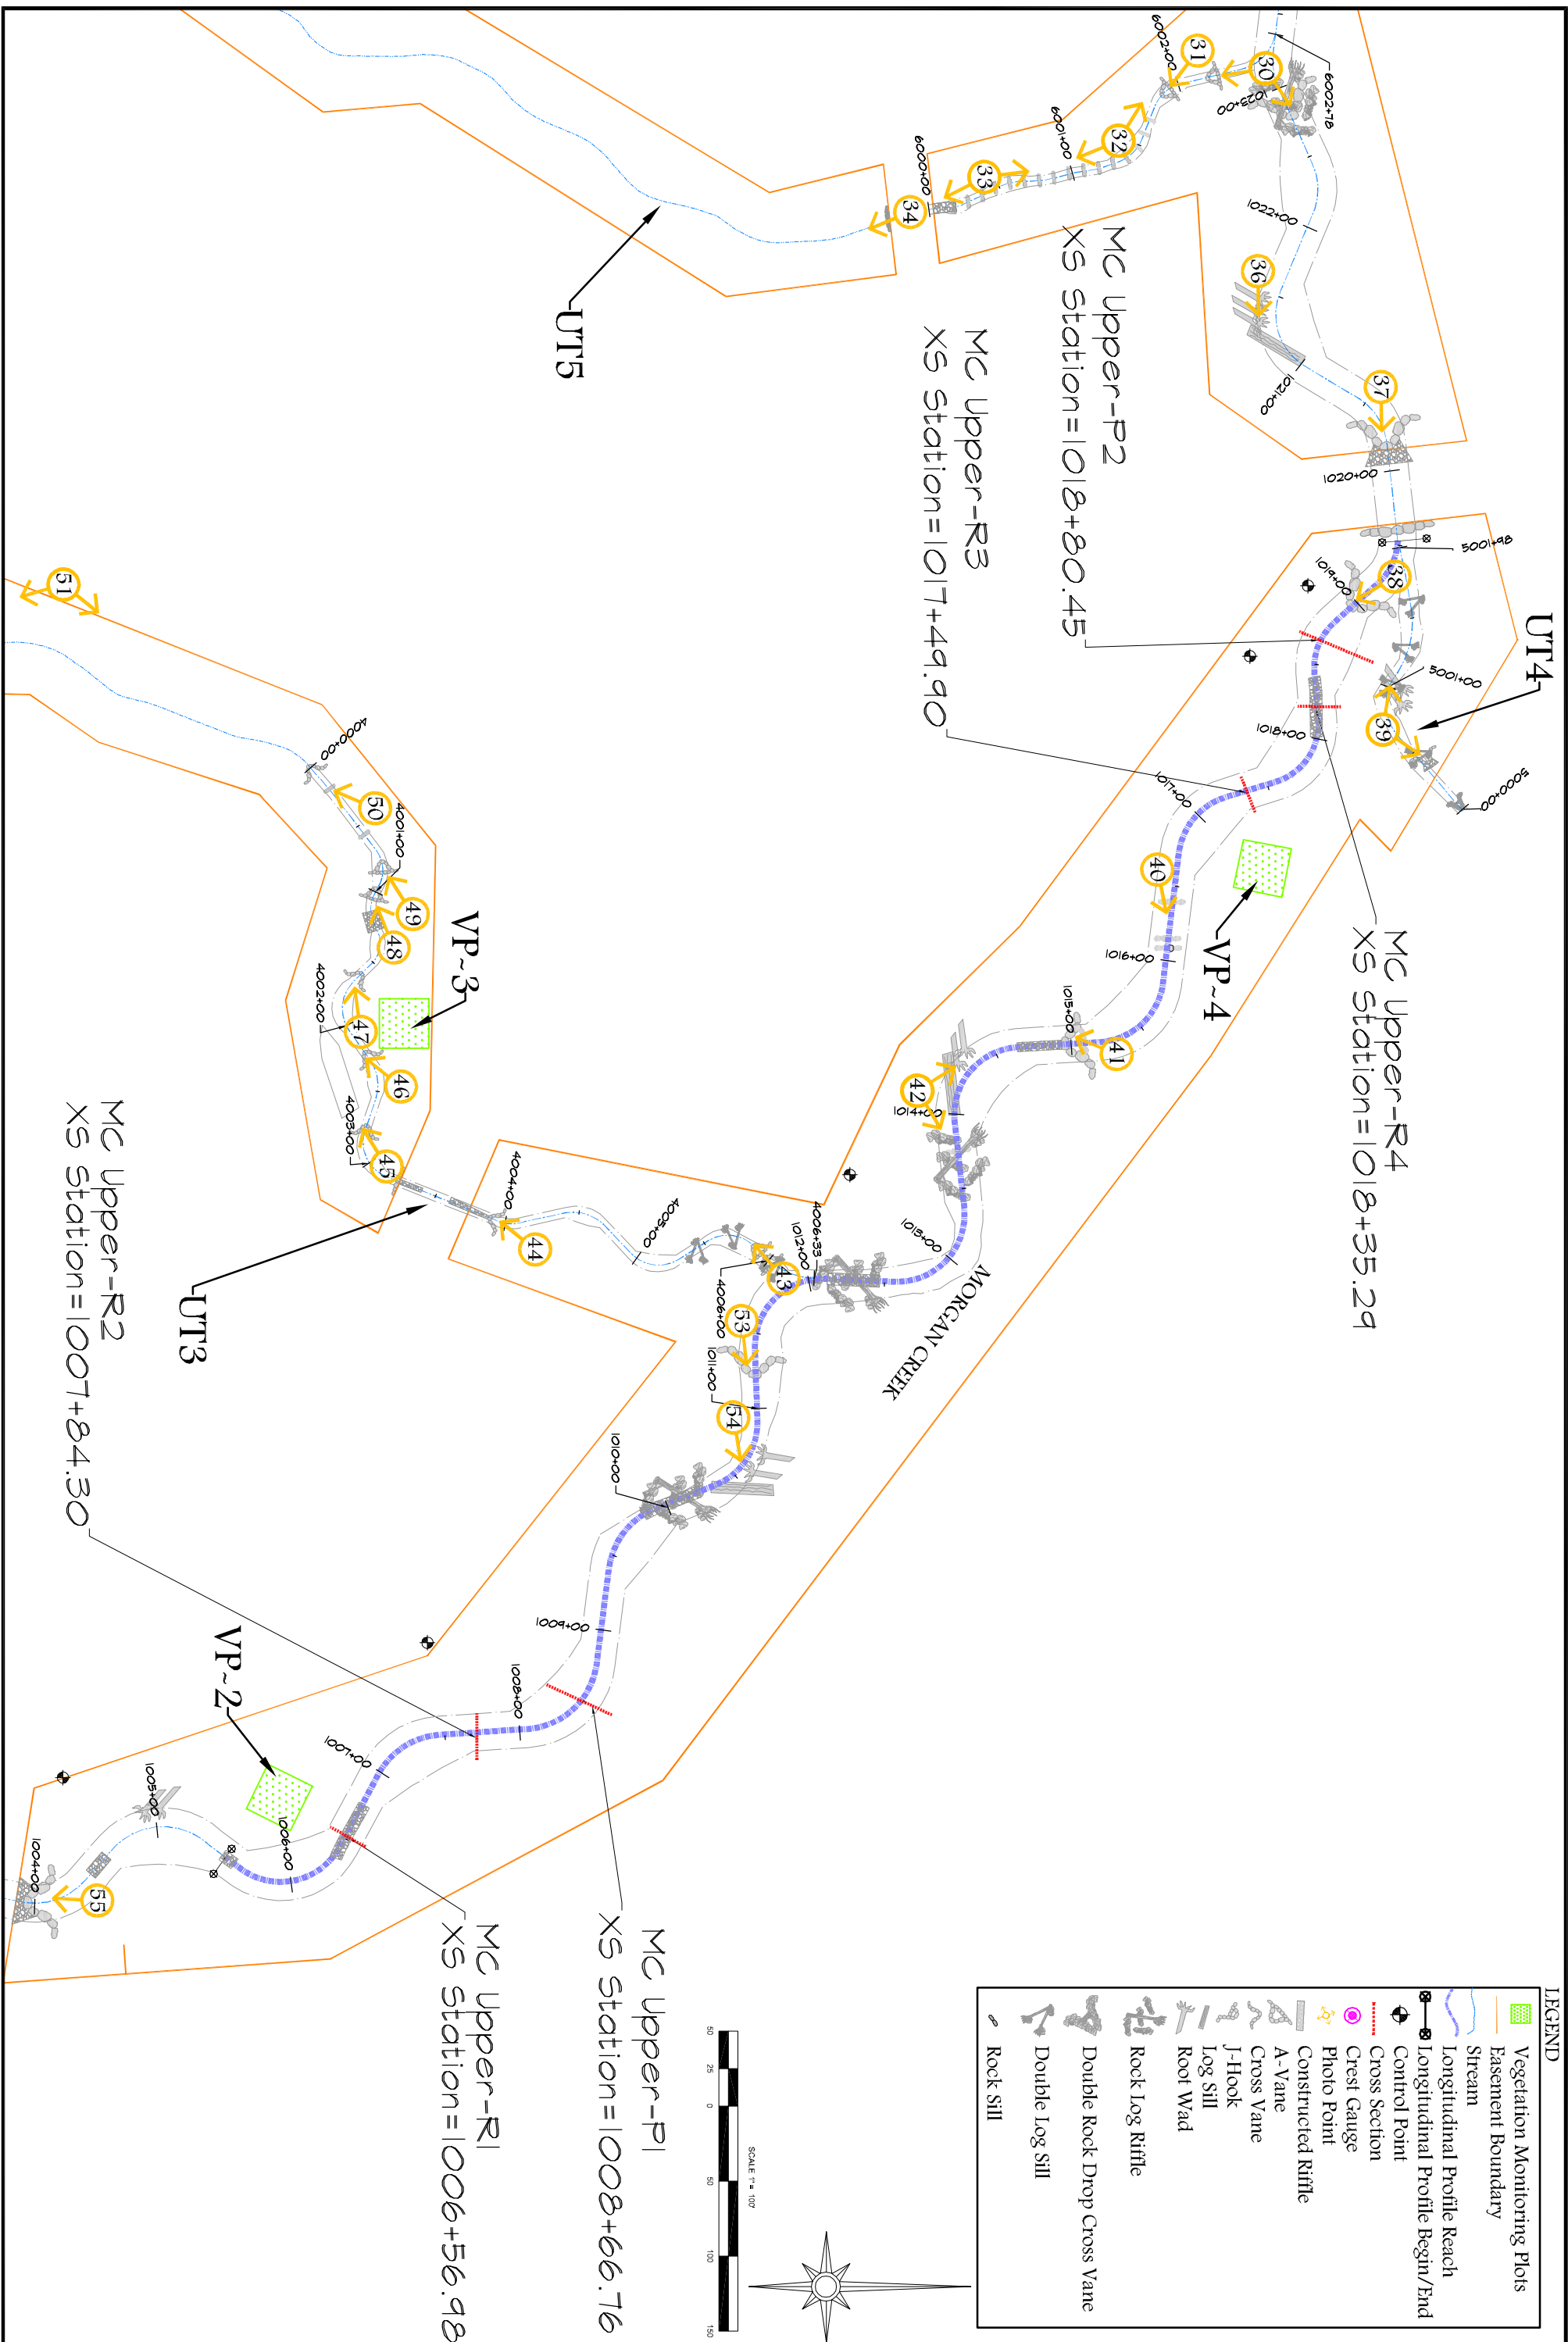 LEGEND
Vegetation Monitoring Plots
Easement Boundary
Stream
Longitudinal Profile Reach
Longitudinal Profile Begin/End
Control Point
Cross Section
Crest Gauge
Photo Point
Constructed Riffle
A-Vane
Cross Vane
J-Hook
Log Sill
Root Wad
Rock Log Riffle
Double Rock Drop Cross Vane
Double Log Sill
Rock Sill
UT4
5000+00
5001+00
5001+98
39
38
37
1019+00
1020+00
1021+00
36
1022+00
1023+00
6002+78
30
31
6002+00
32
6001+00
33
6000+00
34
UT5
MC Upper-P2
XS Station=1018+80.45
MC Upper-R3
XS Station=1017+49.90
MC Upper-R4
XS Station=1018+35.29
1018+00
1017+00
VP~4
40
1016+00
1015+00
41
42
1014+00
1013+00
MORGAN CREEK
4006+33
1012+00
43
4006+00
53
1011+00
54
1010+00
4005+00
44
4004+00
UT3
45
4003+00
46
47
4002+00
VP~3
48
49
4001+00
50
4000+00
51
1009+00
1008+00
MC Upper-P1
XS Station=1008+66.76
MC Upper-R1
XS Station=1006+56.98
MC Upper-R2
XS Station=1007+84.30
1007+00
VP~2
1006+00
1005+00
1004+00
55
SCALE 1" = 100'
50
25
0
50
100
150